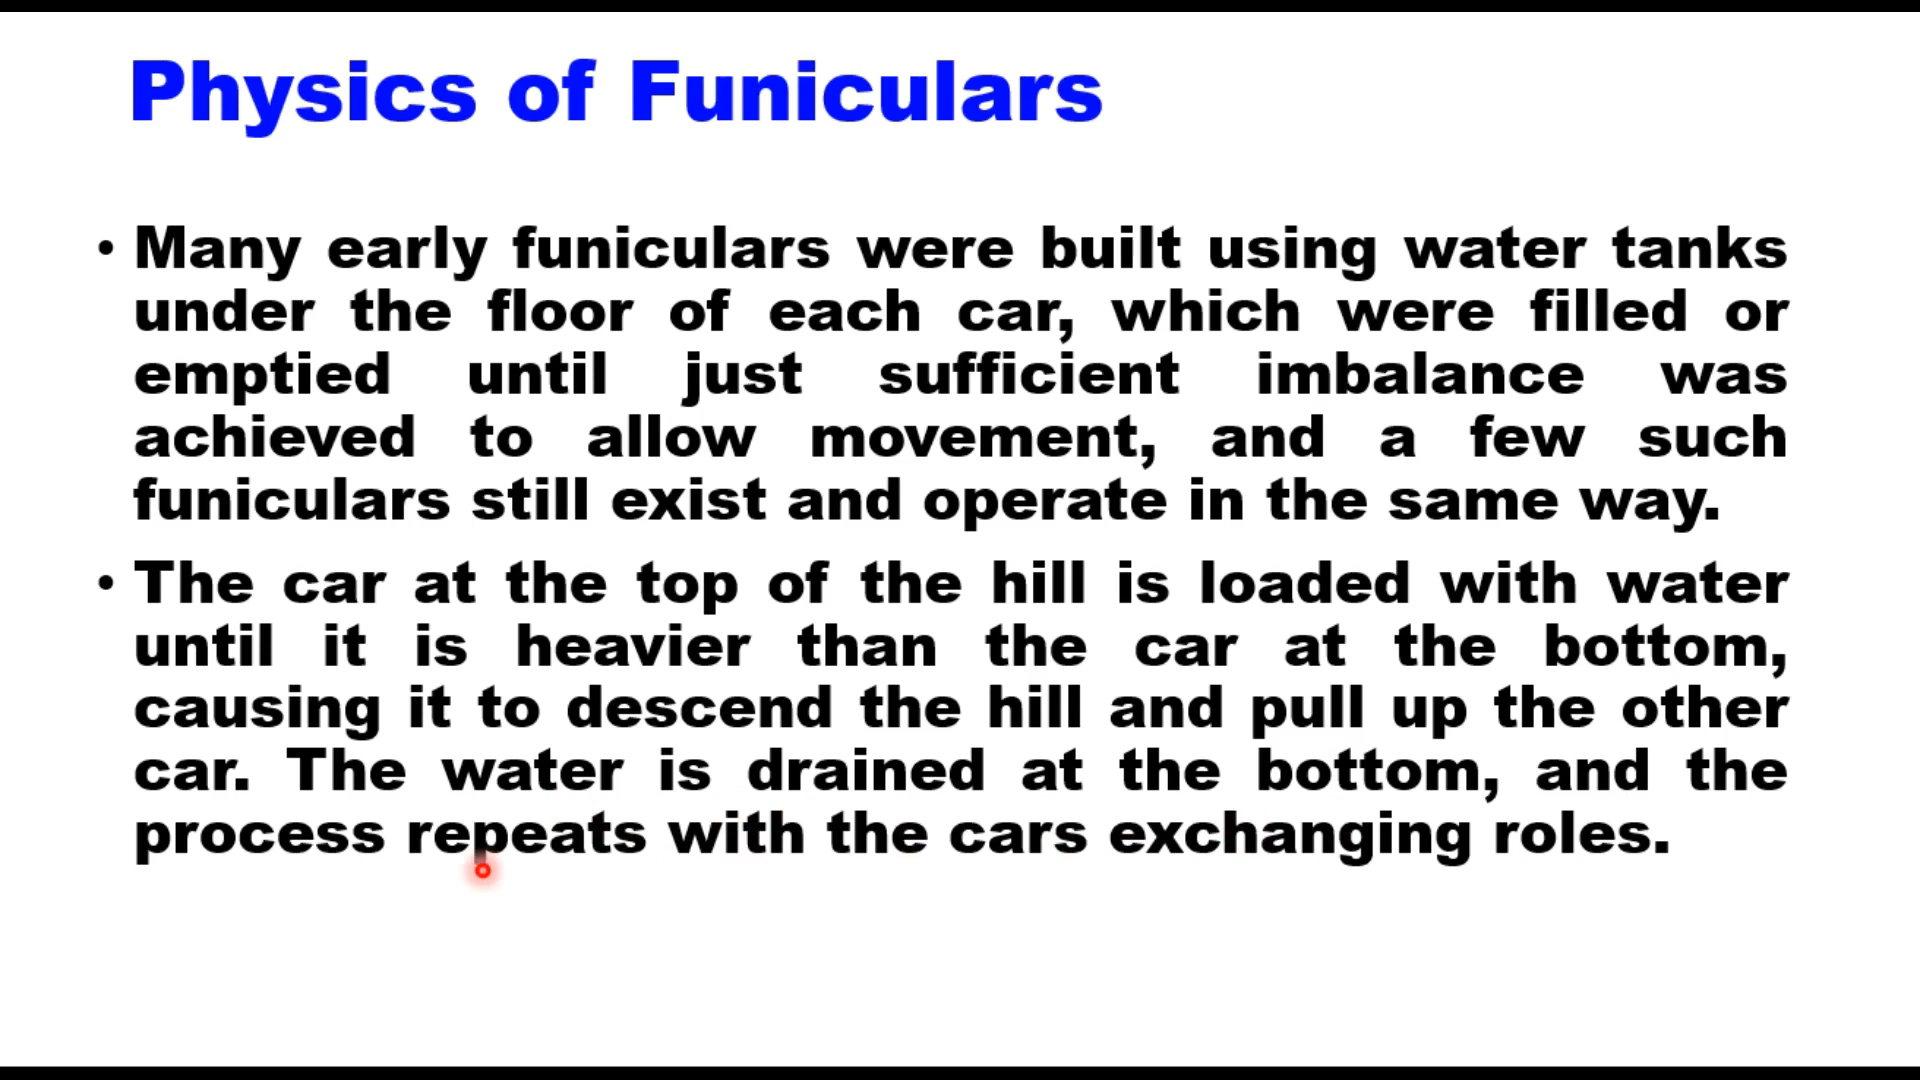 Physics of Funiculars
• Many early funiculars were built using water tanks
under the floor of each car, which were filled or
emptied until just sufficient imbalance was
achieved to allow movement, and a few such
funiculars still exist and operate in the same way.
• The car at the top of the hill is loaded with water
until it is heavier than the car at the bottom,
causing it to descend the hill and pull up the other
car. The water is drained at the bottom, and the
process repeats with the cars exchanging roles.